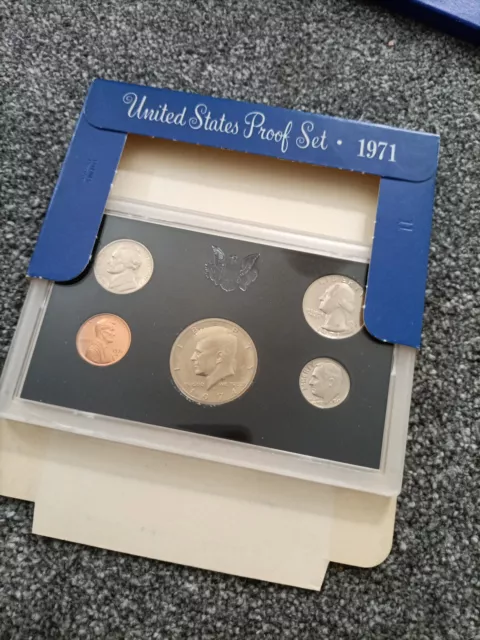 United States Proof Set · 1971